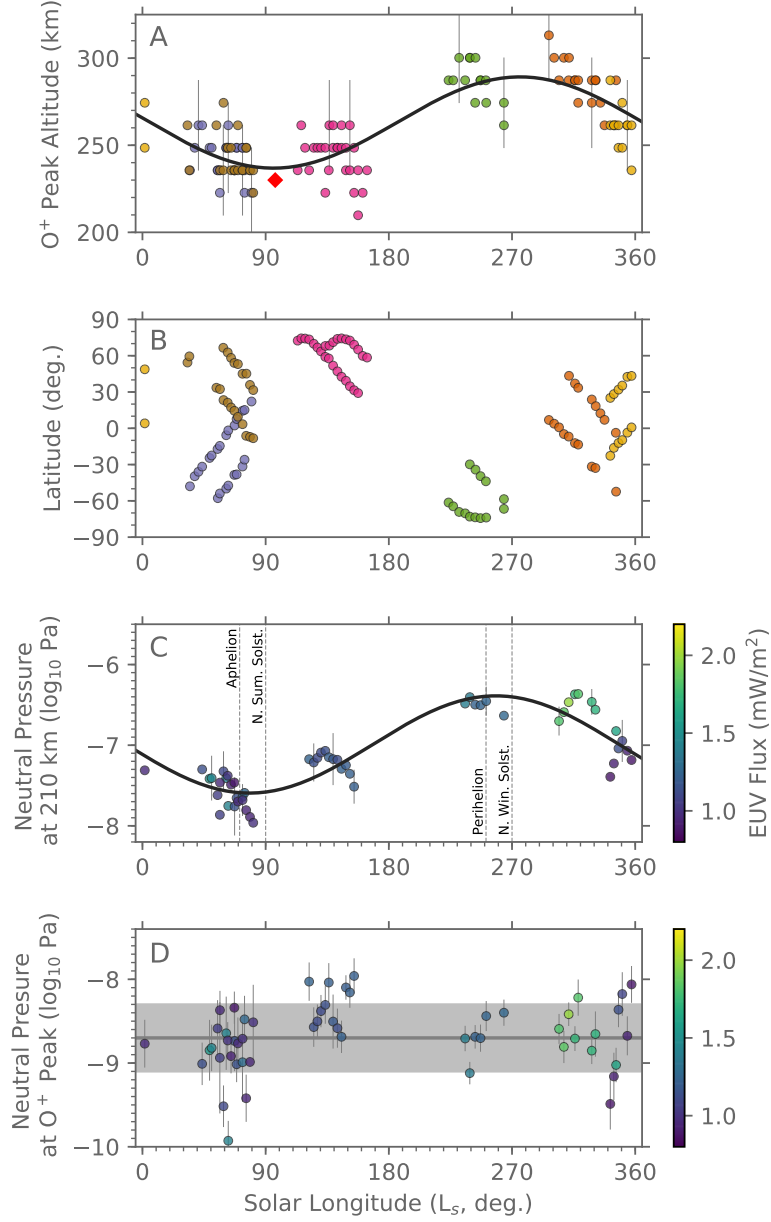 A
O⁺ Peak Altitude (km)
300
250
200
0
90
180
270
360
B
Latitude (deg.)
90
60
30
0
−30
−60
−90
0
90
180
270
360
C
Neutral Pressure
at 210 km (log₁₀ Pa)
−6
−7
−8
Aphelion
N. Sum. Solst.
Perihelion
N. Win. Solst.
0
90
180
270
360
2.0
1.5
1.0
EUV Flux (mW/m²)
D
Neutral Presure
at O⁺ Peak (log₁₀ Pa)
−8
−9
−10
0
90
180
270
360
Solar Longitude (Lₛ, deg.)
2.0
1.5
1.0